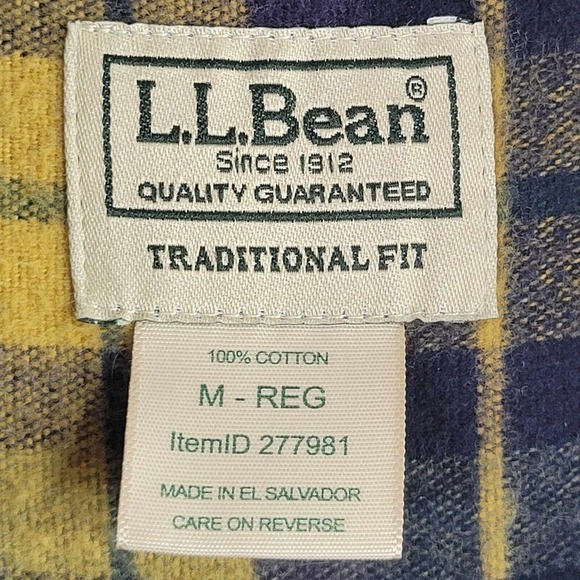 L.L.Bean®
Since 1912
QUALITY GUARANTEED
TRADITIONAL FIT
100% COTTON
M - REG
ItemID 277981
MADE IN EL SALVADOR
CARE ON REVERSE